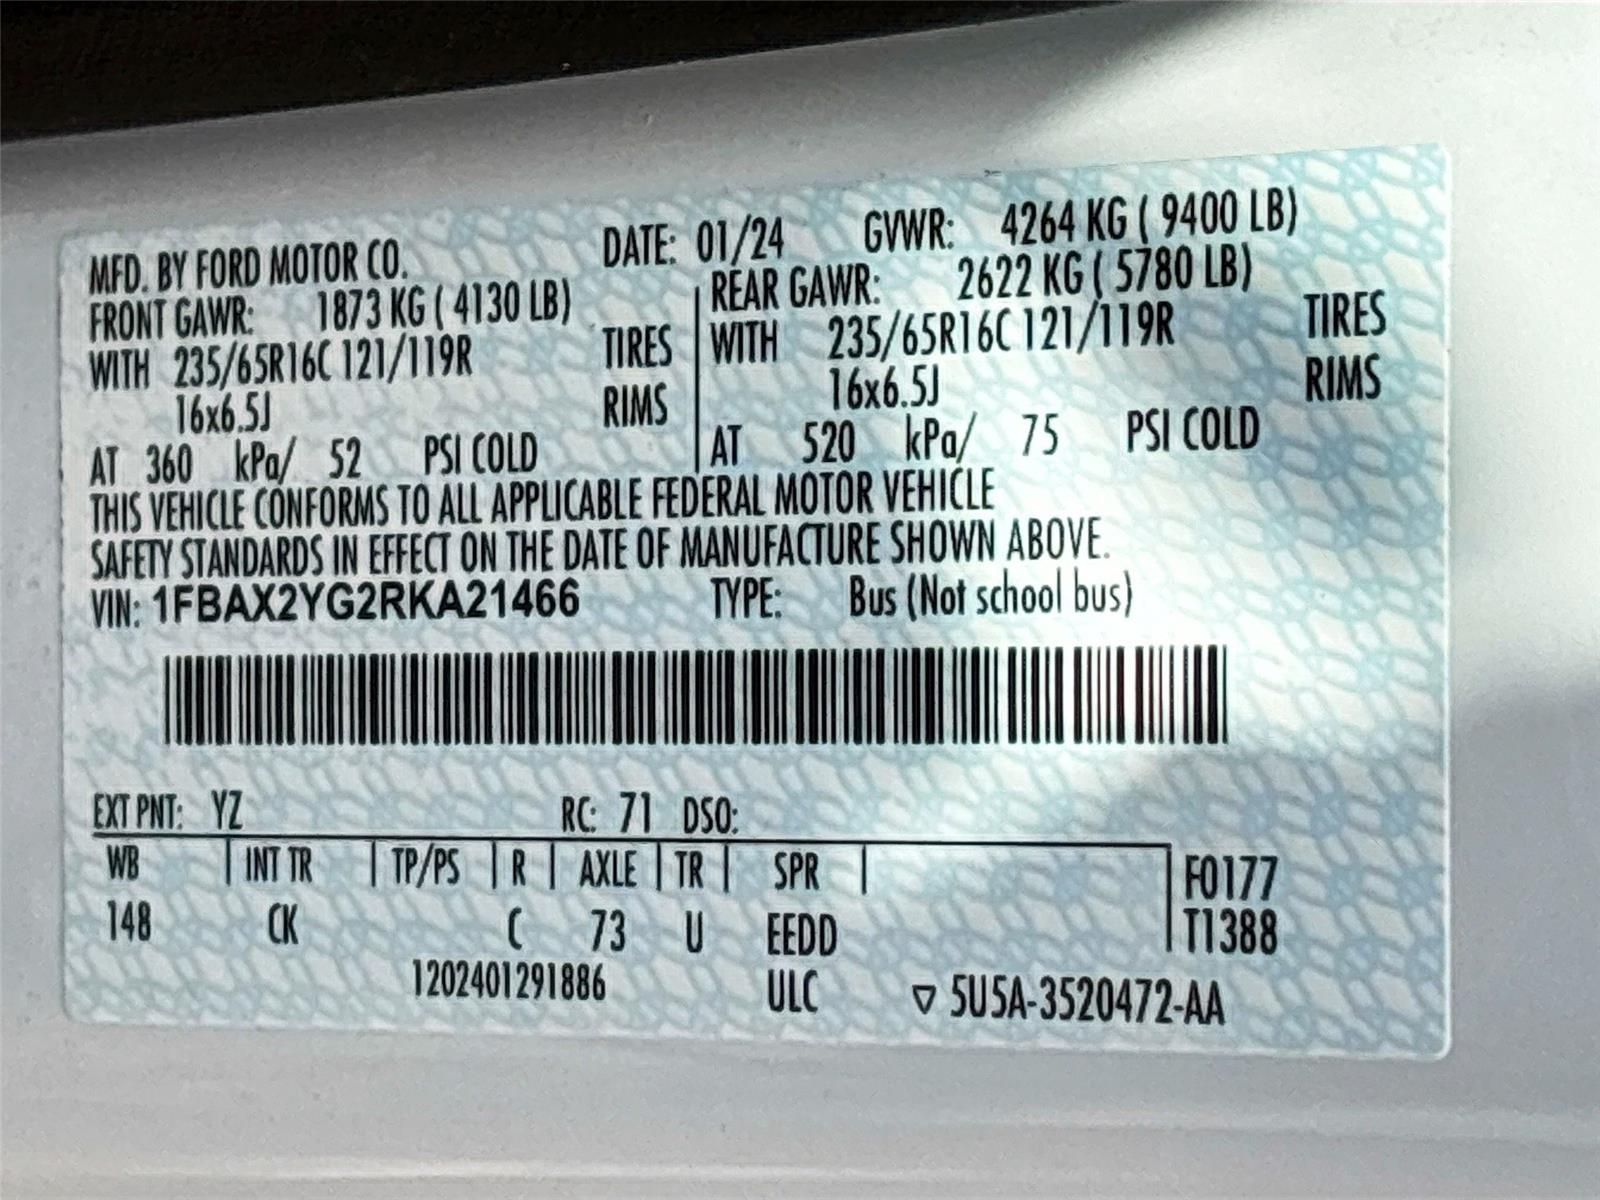 MFD. BY FORD MOTOR CO. DATE: 01/24 GVWR: 4264 KG ( 9400 LB)
FRONT GAWR: 1873 KG ( 4130 LB) REAR GAWR: 2622 KG ( 5780 LB)
WITH 235/65R16C 121/119R TIRES WITH 235/65R16C 121/119R TIRES
16x6.5J RIMS 16x6.5J RIMS
AT 360 kPa/ 52 PSI COLD AT 520 kPa/ 75 PSI COLD
THIS VEHICLE CONFORMS TO ALL APPLICABLE FEDERAL MOTOR VEHICLE
SAFETY STANDARDS IN EFFECT ON THE DATE OF MANUFACTURE SHOWN ABOVE.
VIN: 1FBAX2YG2RKA21466 TYPE: Bus (Not school bus)
EXT PNT: YZ RC: 71 DSO:
WB INT TR TP/PS R AXLE TR SPR F0177
148 CK C 73 U EEDD T1388
1202401291886 ULC ▽ 5U5A-3520472-AA